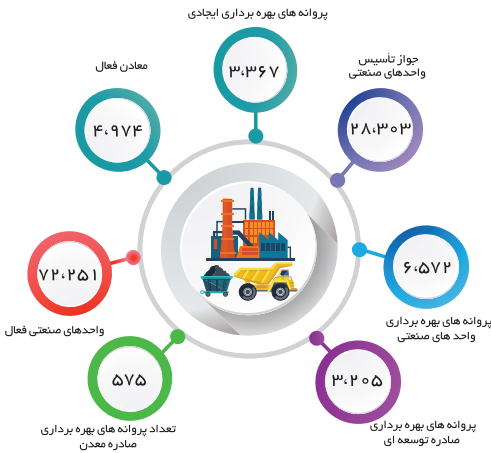 پروانه های بهره برداری ایجادی
۳،۳۶۷
جواز تأسیس
واحدهای صنعتی
۲۸،۳۰۳
۶،۵۷۲
پروانه های بهره برداری
واحد های صنعتی
۳،۲۰۵
پروانه های بهره برداری
صادره توسعه ای
۵۷۵
تعداد پروانه های بهره برداری
صادره معدن
۷۲،۲۵۱
واحدهای صنعتی فعال
معادن فعال
۴،۹۷۴